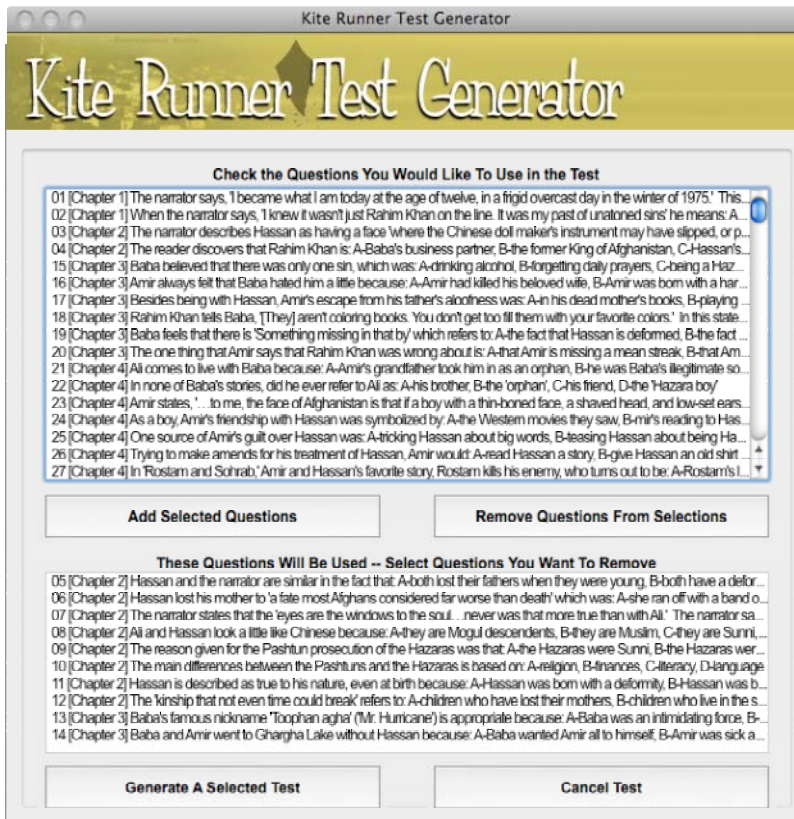 Kite Runner Test Generator
Kite Runner Test Generator
Check the Questions You Would Like To Use in the Test
01 [Chapter 1] The narrator says, 'I became what I am today at the age of twelve, in a frigid overcast day in the winter of 1975.' This...
02 [Chapter 1] When the narrator says, 'I knew it wasn't just Rahim Khan on the line. It was my past of unatoned sins' he means: A...
03 [Chapter 2] The narrator describes Hassan as having a face 'where the Chinese doll maker's instrument may have slipped, or p...
04 [Chapter 2] The reader discovers that Rahim Khan is: A-Baba's business partner, B-the former King of Afghanistan, C-Hassan's...
15 [Chapter 3] Baba believed that there was only one sin, which was: A-drinking alcohol, B-forgetting daily prayers, C-being a Haz...
16 [Chapter 3] Amir always felt that Baba hated him a little because: A-Amir had killed his beloved wife, B-Amir was born with a har...
17 [Chapter 3] Besides being with Hassan, Amir's escape from his father's aloofness was: A-in his dead mother's books, B-playing ...
18 [Chapter 3] Rahim Khan tells Baba, '[They] aren't coloring books. You don't get too fill them with your favorite colors.' In this state...
19 [Chapter 3] Baba feels that there is 'Something missing in that by' which refers to: A-the fact that Hassan is deformed, B-the fact ...
20 [Chapter 3] The one thing that Amir says that Rahim Khan was wrong about is: A-that Amir is missing a mean streak, B-that Am...
21 [Chapter 4] Ali comes to live with Baba because: A-Amir's grandfather took him in as an orphan, B-he was Baba's illegitimate so...
22 [Chapter 4] In none of Baba's stories, did he ever refer to Ali as: A-his brother, B-the 'orphan', C-his friend, D-the 'Hazara boy'
23 [Chapter 4] Amir states, '...to me, the face of Afghanistan is that if a boy with a thin-boned face, a shaved head, and low-set ears...
24 [Chapter 4] As a boy, Amir's friendship with Hassan was symbolized by: A-the Western movies they saw, B-mir's reading to Has...
25 [Chapter 4] One source of Amir's guilt over Hassan was: A-tricking Hassan about big words, B-teasing Hassan about being Ha...
26 [Chapter 4] Trying to make amends for his treatment of Hassan, Amir would: A-read Hassan a story, B-give Hassan an old shirt ...
27 [Chapter 4] In 'Rostam and Sohrab,' Amir and Hassan's favorite story, Rostam kills his enemy, who turns out to be: A-Rostam's l...
Add Selected Questions Remove Questions From Selections
These Questions Will Be Used -- Select Questions You Want To Remove
05 [Chapter 2] Hassan and the narrator are similar in the fact that: A-both lost their fathers when they were young, B-both have a defor...
06 [Chapter 2] Hassan lost his mother to 'a fate most Afghans considered far worse than death' which was: A-she ran off with a band o...
07 [Chapter 2] The narrator states that the 'eyes are the windows to the soul...never was that more true than with Ali.' The narrator sa...
08 [Chapter 2] Ali and Hassan look a little like Chinese because: A-they are Mogul descendents, B-they are Muslim, C-they are Sunni, ...
09 [Chapter 2] The reason given for the Pashtun prosecution of the Hazaras was that: A-the Hazaras were Sunni, B-the Hazaras wer...
10 [Chapter 2] The main differences between the Pashtuns and the Hazaras is based on: A-religion, B-finances, C-literacy, D-language
11 [Chapter 2] Hassan is described as true to his nature, even at birth because: A-Hassan was born with a deformity, B-Hassan was b...
12 [Chapter 2] The 'kinship that not even time could break' refers to: A-children who have lost their mothers, B-children who live in the s...
13 [Chapter 3] Baba's famous nickname 'Toophan agha' ('Mr. Hurricane') is appropriate because: A-Baba was an intimidating force, B-...
14 [Chapter 3] Baba and Amir went to Ghargha Lake without Hassan because: A-Baba wanted Amir all to himself, B-Amir was sick a...
Generate A Selected Test Cancel Test